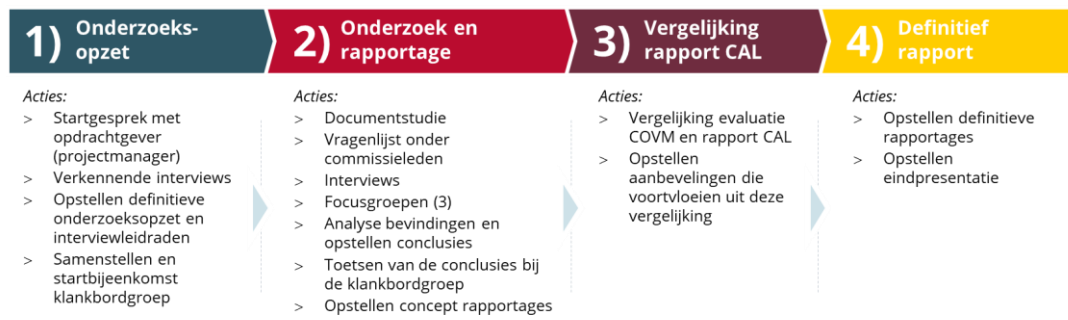 1) Onderzoeks-
opzet
Acties:
> Startgesprek met
opdrachtgever
(projectmanager)
> Verkennende interviews
> Opstellen definitieve
onderzoeksopzet en
interviewleidraden
> Samenstellen en
startbijeenkomst
klankbordgroep
2) Onderzoek en
rapportage
Acties:
> Documentstudie
> Vragenlijst onder
commissieleden
> Interviews
> Focusgroepen (3)
> Analyse bevindingen en
opstellen conclusies
> Toetsen van de conclusies bij
de klankbordgroep
> Opstellen concept rapportages
3) Vergelijking
rapport CAL
Acties:
> Vergelijking evaluatie
COVM en rapport CAL
> Opstellen
aanbevelingen die
voortvloeien uit deze
vergelijking
4) Definitief
rapport
Acties:
> Opstellen definitieve
rapportages
> Opstellen
eindpresentatie